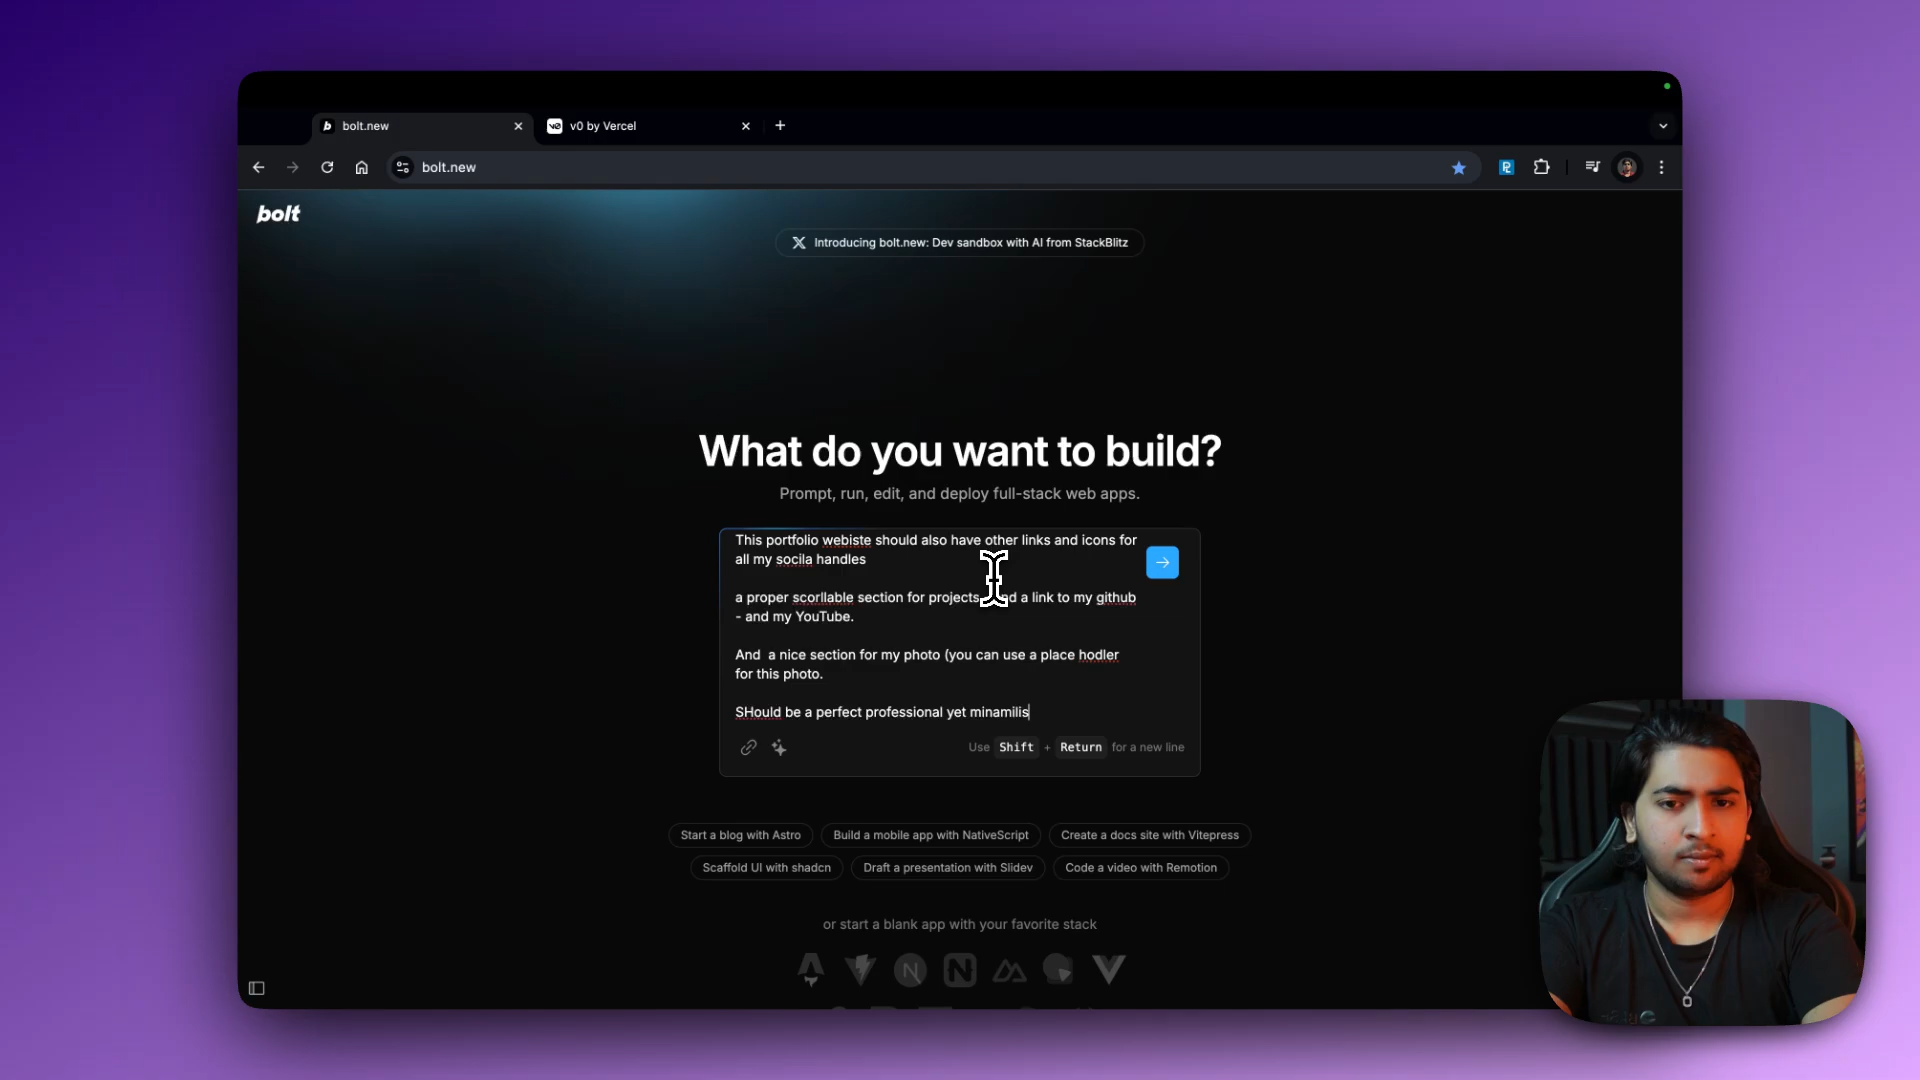 bolt.new
v0 by Vercel
bolt.new
bolt
Introducing bolt.new: Dev sandbox with AI from StackBlitz
What do you want to build?
Prompt, run, edit, and deploy full-stack web apps.
This portfolio webiste should also have other links and icons for
all my socila handles
a proper scorllable section for projects a link to my github
- and my YouTube.
And a nice section for my photo (you can use a place hodler
for this photo.
SHould be a perfect professional yet minamilis
Use Shift + Return for a new line
Start a blog with Astro
Build a mobile app with NativeScript
Create a docs site with Vitepress
Scaffold UI with shadcn
Draft a presentation with Slidev
Code a video with Remotion
or start a blank app with your favorite stack